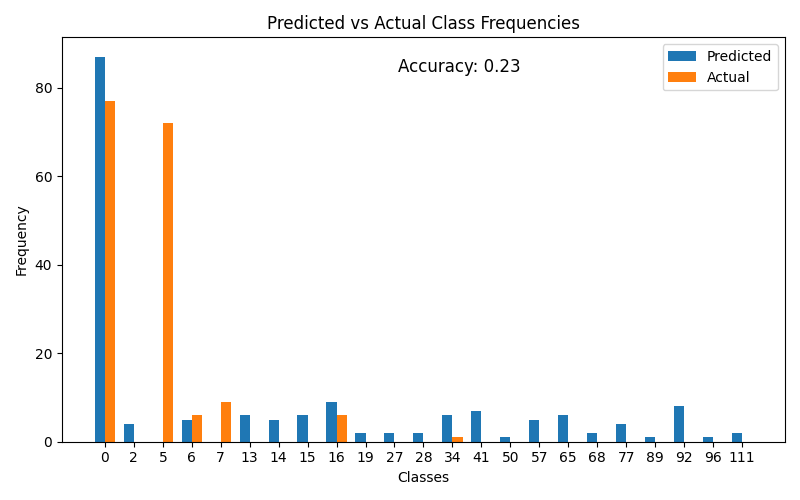 Predicted vs Actual Class Frequencies
Accuracy: 0.23
Predicted
Actual
Frequency
80
60
40
20
0
0 2 5 6 7 13 14 15 16 19 27 28 34 41 50 57 65 68 77 89 92 96 111
Classes